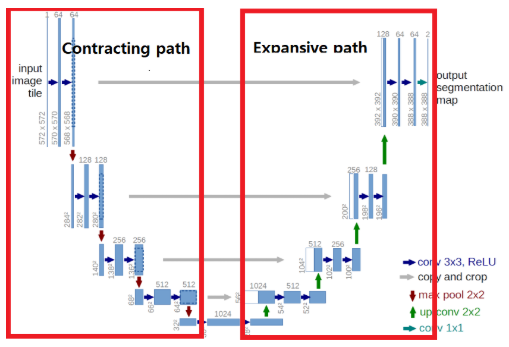 1 64 64
128 64 64 2
Contracting path
Expansive path
input
image
tile
output
segmentation
map
572 x 572
570 x 570
568 x 568
392 x 392
390 x 390
388 x 388
388 x 388
128 128
256 128
284²
282²
280²
200²
198²
196²
256 256
512 256
140²
138²
136²
104²
102²
100²
512 512
1024 512
68²
66²
64²
54²
52²
1024
32²
conv 3x3, ReLU
copy and crop
max pool 2x2
up-conv 2x2
conv 1x1